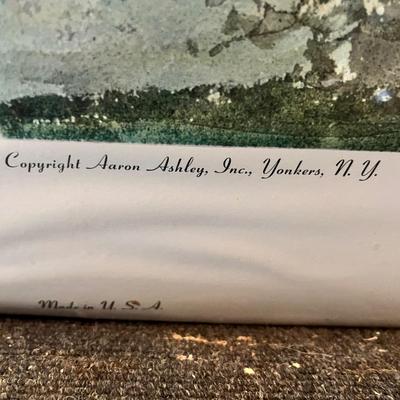 Copyright Aaron Ashley, Inc., Yonkers, N. Y.
Made in U. S. A.